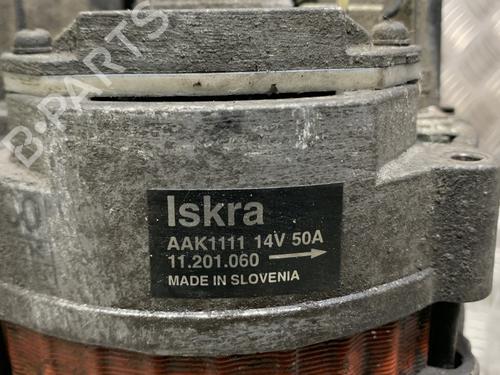 B-PARTS
Iskra
AAK1111 14V 50A
11.201.060
MADE IN SLOVENIA